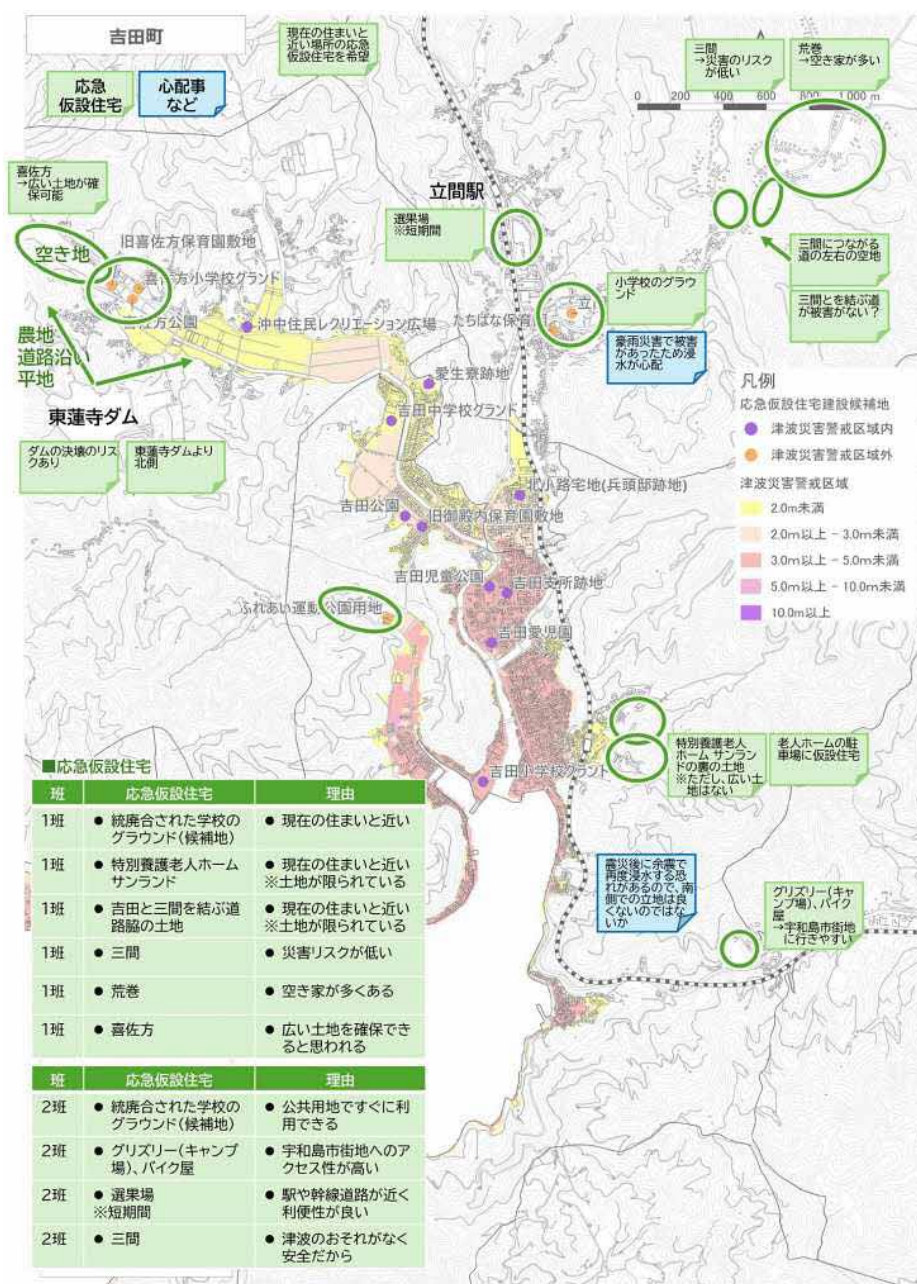 吉田町
応急
仮設住宅
心配事
など
現在の住まいと
近い場所の応急
仮設住宅を希望
三間
→災害のリスク
が低い
荒巻
→空き家が多い
0 200 400 600 800 1,000 m
喜佐方
→広い土地が確
保可能
立間駅
選果場
※短期間
旧喜佐方保育園敷地
空き地
喜佐方小学校グランド
喜佐方公園
沖中住民レクリエーション広場
農地
道路沿い
平地
東蓮寺ダム
ダムの決壊のリス
クあり
東蓮寺ダムより
北側
三間につながる
道の左右の空地
三間とを結ぶ道
が被害がない？
小学校のグラウ
ンド
たちばな保育
豪雨災害で被害
があったため浸
水が心配
愛生寮跡地
吉田中学校グランド
北小路宅地(兵頭邸跡地)
吉田公園
旧御殿内保育園敷地
吉田児童公園
吉田支所跡地
ふれあい運動公園用地
吉田愛児園
吉田小学校グランド
凡例
応急仮設住宅建設候補地
津波災害警戒区域内
津波災害警戒区域外
津波災害警戒区域
2.0m未満
2.0m以上 – 3.0m未満
3.0m以上 – 5.0m未満
5.0m以上 – 10.0m未満
10.0m以上
特別養護老人
ホーム サンラン
ドの裏の土地
※ただし、広い土
地はない
老人ホームの駐
車場に仮設住宅
震災後に余震で
再度浸水する恐
れがあるので、南
側での立地は良
くないのではな
いか
グリズリー(キャ
ンプ場)、バイク
屋
→宇和島市街地
に行きやすい
■応急仮設住宅
班 応急仮設住宅 理由
1班 ● 統廃合された学校の ● 現在の住まいと近い
グラウンド(候補地)
1班 ● 特別養護老人ホーム ● 現在の住まいと近い
サンランド ※土地が限られている
1班 ● 吉田と三間を結ぶ道 ● 現在の住まいと近い
路脇の土地 ※土地が限られている
1班 ● 三間 ● 災害リスクが低い
1班 ● 荒巻 ● 空き家が多くある
1班 ● 喜佐方 ● 広い土地を確保でき
ると思われる
班 応急仮設住宅 理由
2班 ● 統廃合された学校の ● 公共用地ですぐに利
グラウンド(候補地) 用できる
2班 ● グリズリー(キャンプ ● 宇和島市街地へのア
場)、バイク屋 クセス性が高い
2班 ● 選果場 ● 駅や幹線道路が近く
※短期間 利便性が良い
2班 ● 三間 ● 津波のおそれがなく
安全だから